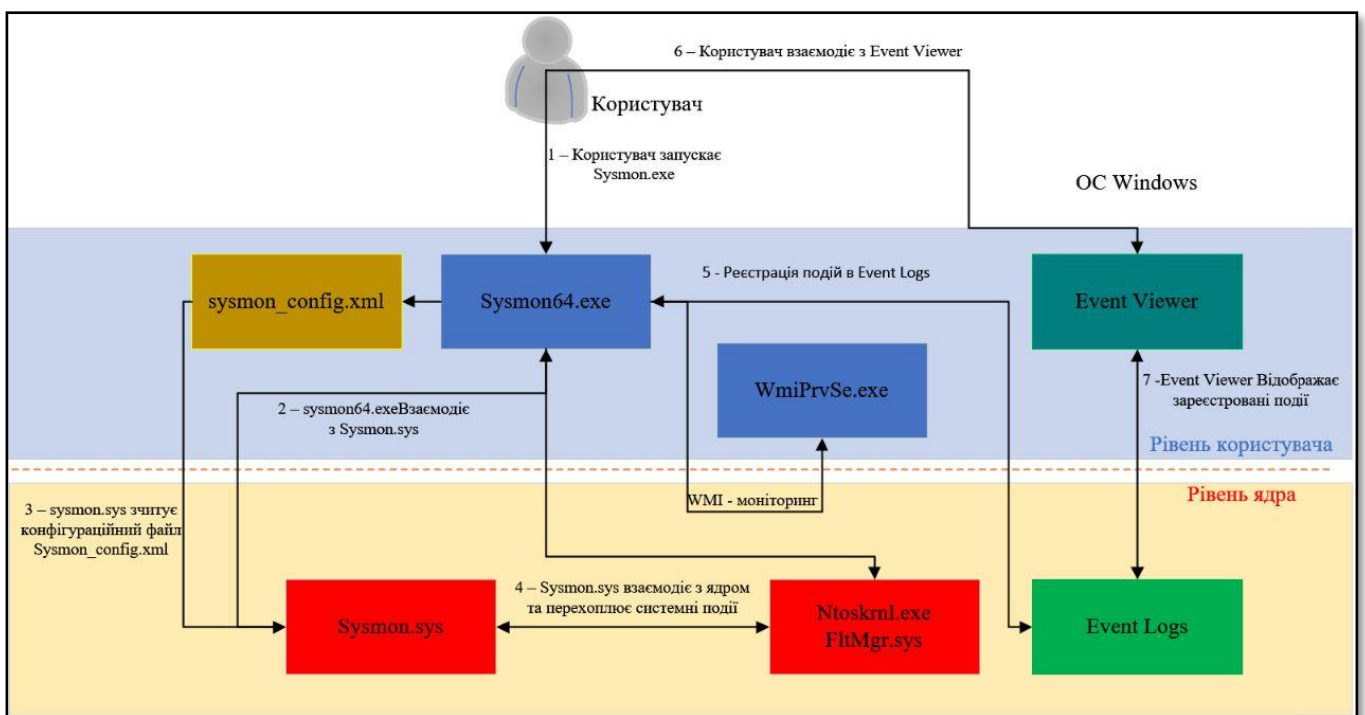 6 – Користувач взаємодіє з Event Viewer
Користувач
1 – Користувач запускає
Sysmon.exe
ОС Windows
sysmon_config.xml
Sysmon64.exe
5 - Реєстрація подій в Event Logs
Event Viewer
WmiPrvSe.exe
7 -Event Viewer Відображає
зареєстровані події
2 – sysmon64.exeВзаємодіє
з Sysmon.sys
Рівень користувача
Рівень ядра
WMI - моніторинг
3 – sysmon.sys зчитує
конфігураційний файл
Sysmon_config.xml
4 – Sysmon.sys взаємодіє з ядром
та перехоплює системні події
Sysmon.sys
Ntoskrnl.exe
FltMgr.sys
Event Logs